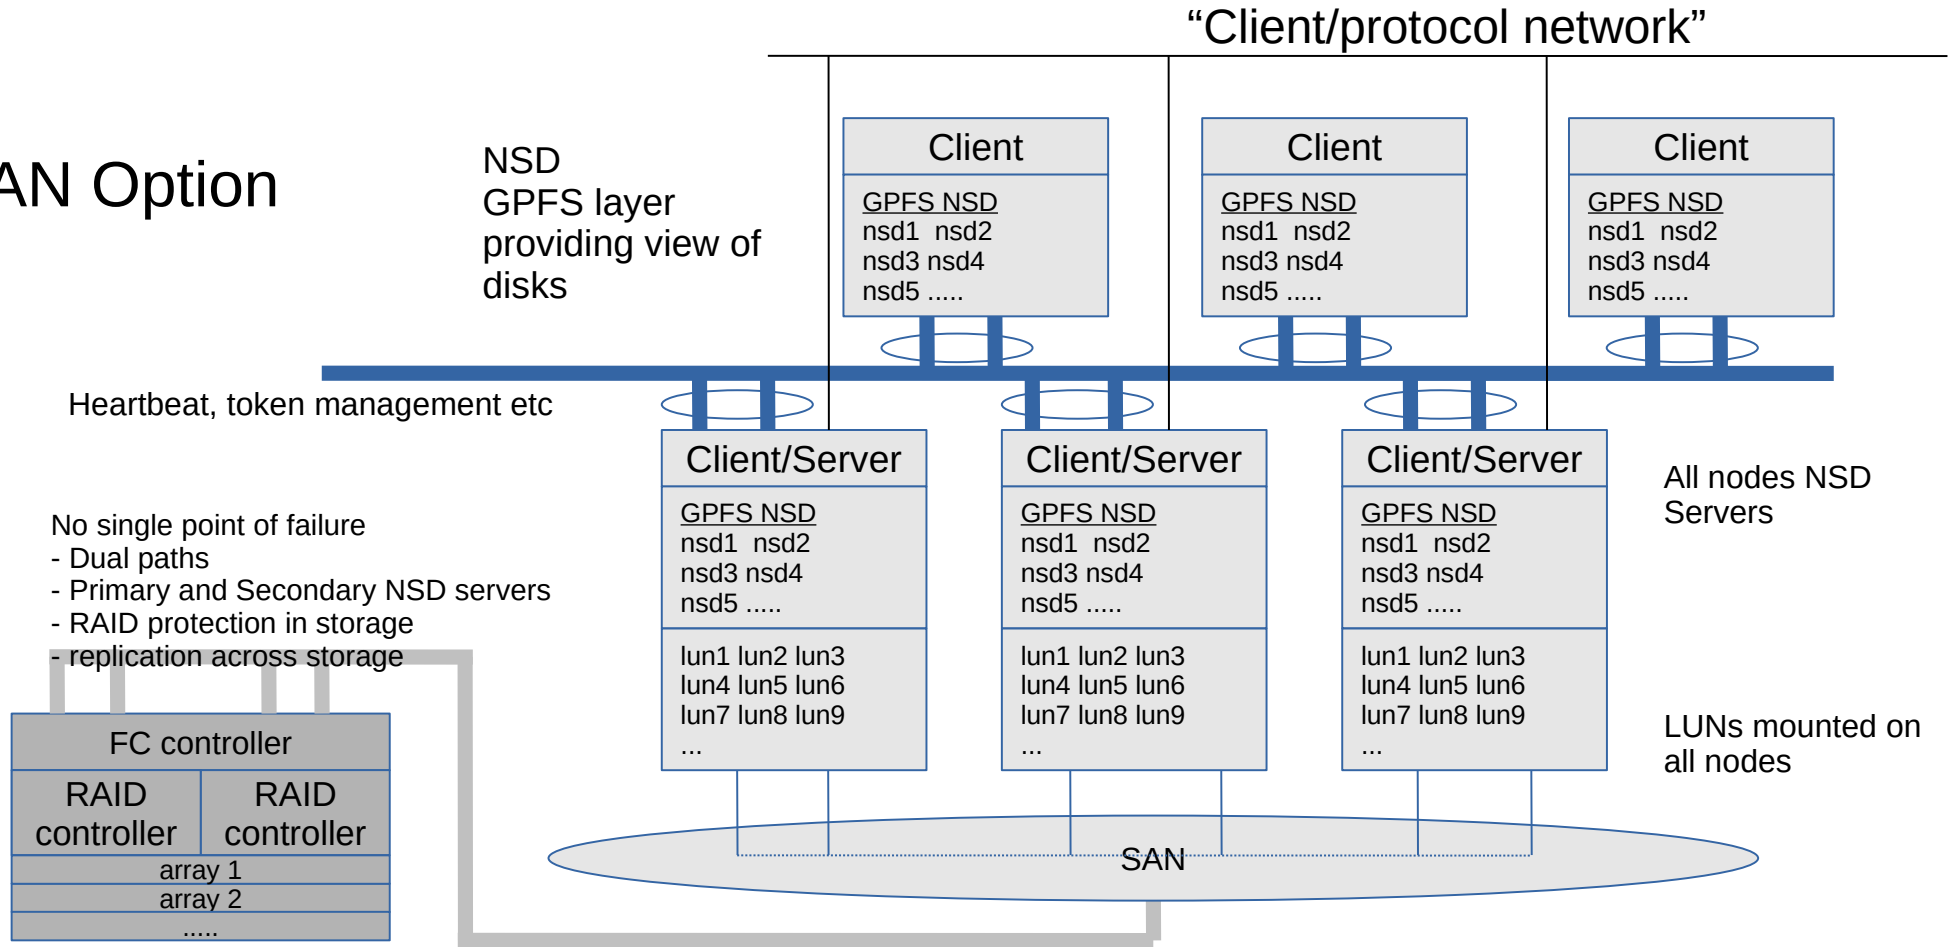 “Client/protocol network”
AN Option
NSD
GPFS layer
providing view of
disks
Client
GPFS NSD
nsd1  nsd2
nsd3 nsd4
nsd5 .....
Client
GPFS NSD
nsd1  nsd2
nsd3 nsd4
nsd5 .....
Client
GPFS NSD
nsd1  nsd2
nsd3 nsd4
nsd5 .....
Heartbeat, token management etc
Client/Server
GPFS NSD
nsd1  nsd2
nsd3 nsd4
nsd5 .....
lun1 lun2 lun3
lun4 lun5 lun6
lun7 lun8 lun9
...
Client/Server
GPFS NSD
nsd1  nsd2
nsd3 nsd4
nsd5 .....
lun1 lun2 lun3
lun4 lun5 lun6
lun7 lun8 lun9
...
Client/Server
GPFS NSD
nsd1  nsd2
nsd3 nsd4
nsd5 .....
lun1 lun2 lun3
lun4 lun5 lun6
lun7 lun8 lun9
...
All nodes NSD
Servers
LUNs mounted on
all nodes
No single point of failure
- Dual paths
- Primary and Secondary NSD servers
- RAID protection in storage
- replication across storage
FC controller
RAID
controller
RAID
controller
array 1
array 2
.....
SAN